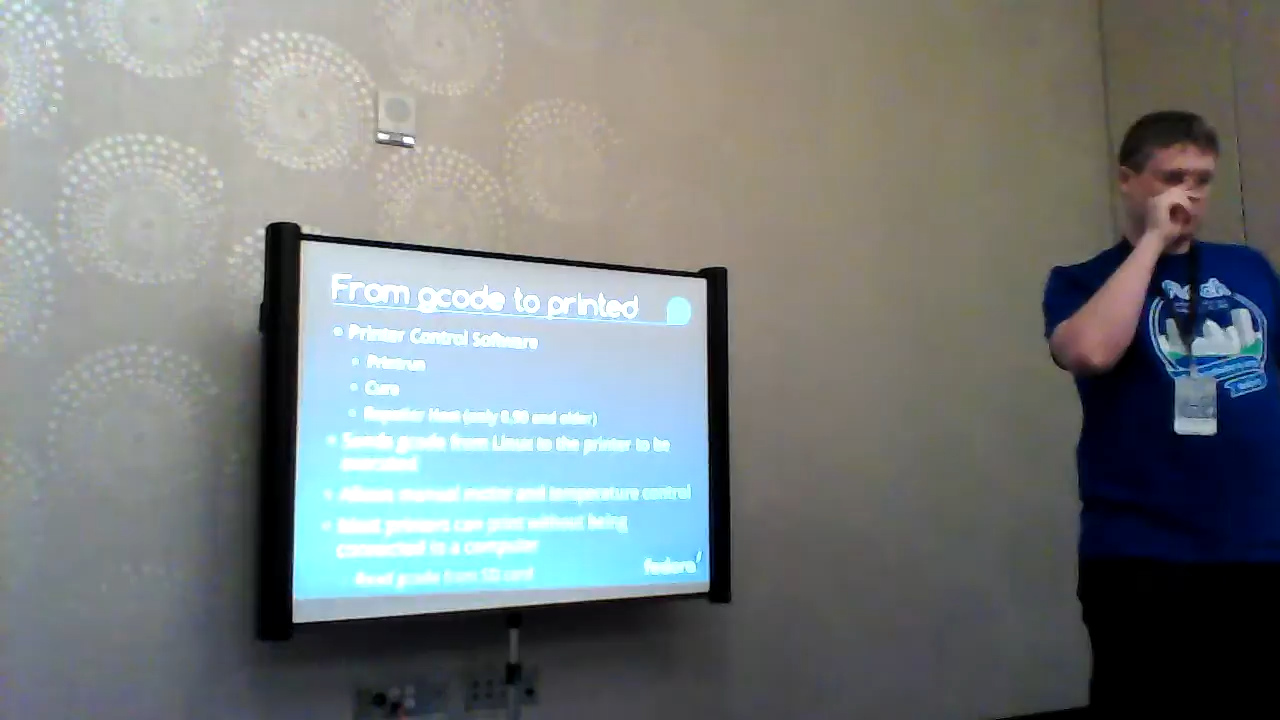 From gcode to printed
Printer Control Software
Printrun
Cura
Repetier Host (only 0.90 and older)
Sends gcode from Linux to the printer to be
executed
Allows manual motor and temperature control
Most printers can print without being
connected to a computer
Read gcode from SD card
fedora